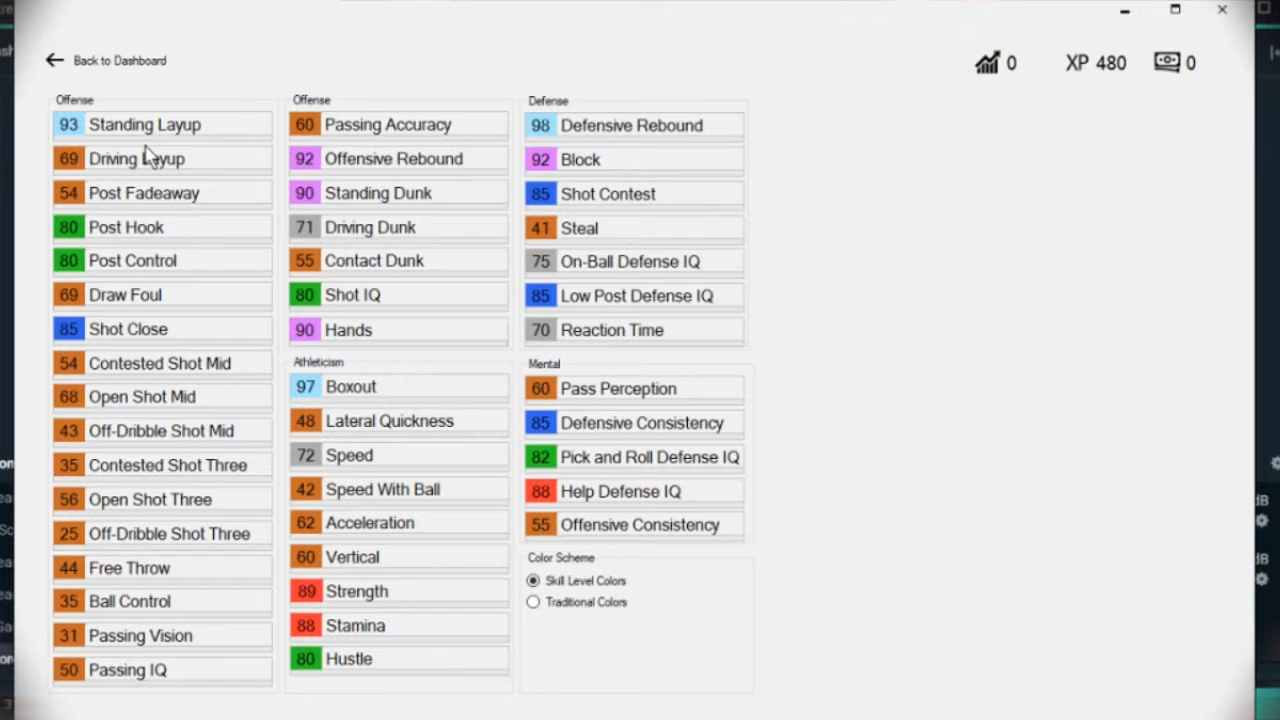 Back to Dashboard
0
XP 480
0
Offense
93 Standing Layup
69 Driving Layup
54 Post Fadeaway
80 Post Hook
80 Post Control
69 Draw Foul
85 Shot Close
54 Contested Shot Mid
68 Open Shot Mid
43 Off-Dribble Shot Mid
35 Contested Shot Three
56 Open Shot Three
25 Off-Dribble Shot Three
44 Free Throw
35 Ball Control
31 Passing Vision
50 Passing IQ
Offense
60 Passing Accuracy
92 Offensive Rebound
90 Standing Dunk
71 Driving Dunk
55 Contact Dunk
80 Shot IQ
90 Hands
Athleticism
97 Boxout
48 Lateral Quickness
72 Speed
42 Speed With Ball
62 Acceleration
60 Vertical
89 Strength
88 Stamina
80 Hustle
Defense
98 Defensive Rebound
92 Block
85 Shot Contest
41 Steal
75 On-Ball Defense IQ
85 Low Post Defense IQ
70 Reaction Time
Mental
60 Pass Perception
85 Defensive Consistency
82 Pick and Roll Defense IQ
88 Help Defense IQ
55 Offensive Consistency
Color Scheme
Skill Level Colors
Traditional Colors